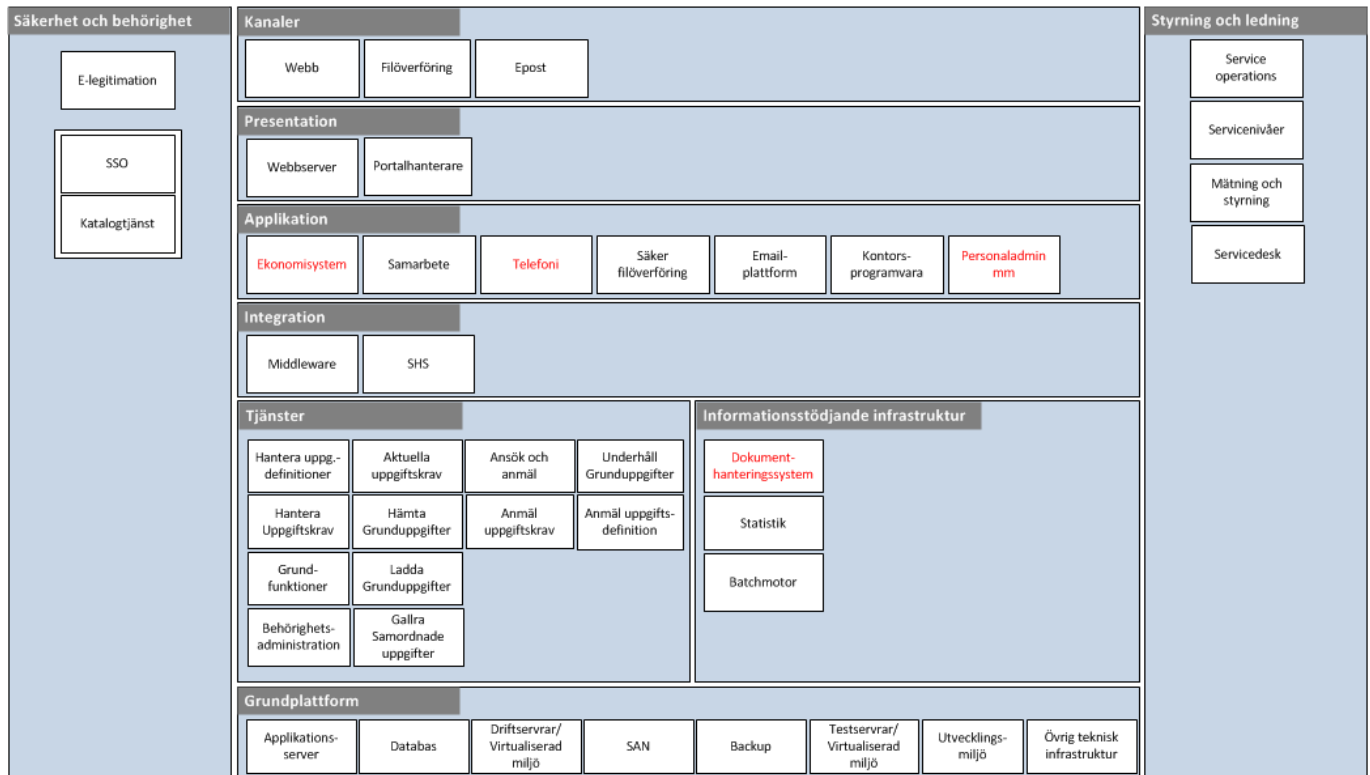 Säkerhet och behörighet
E-legitimation
SSO
Katalogtjänst
Kanaler
Webb
Filöverföring
Epost
Presentation
Webbserver
Portalhanterare
Applikation
Ekonomisystem
Samarbete
Telefoni
Säker
filöverföring
Email-
plattform
Kontors-
programvara
Personaladmin
mm
Integration
Middleware
SHS
Tjänster
Hantera uppg.-
definitioner
Aktuella
uppgiftskrav
Ansök och
anmäl
Underhåll
Grunduppgifter
Hantera
Uppgiftskrav
Hämta
Grunduppgifter
Anmäl
uppgiftskrav
Anmäl uppgifts-
definition
Grund-
funktioner
Ladda
Grunduppgifter
Behörighets-
administration
Gallra
Samordnade
uppgifter
Informationsstödjande infrastruktur
Dokument-
hanteringssystem
Statistik
Batchmotor
Grundplattform
Applikations-
server
Databas
Driftservrar/
Virtualiserad
miljö
SAN
Backup
Testservrar/
Virtualiserad
miljö
Utvecklings-
miljö
Övrig teknisk
infrastruktur
Styrning och ledning
Service
operations
Servicenivåer
Mätning och
styrning
Servicedesk